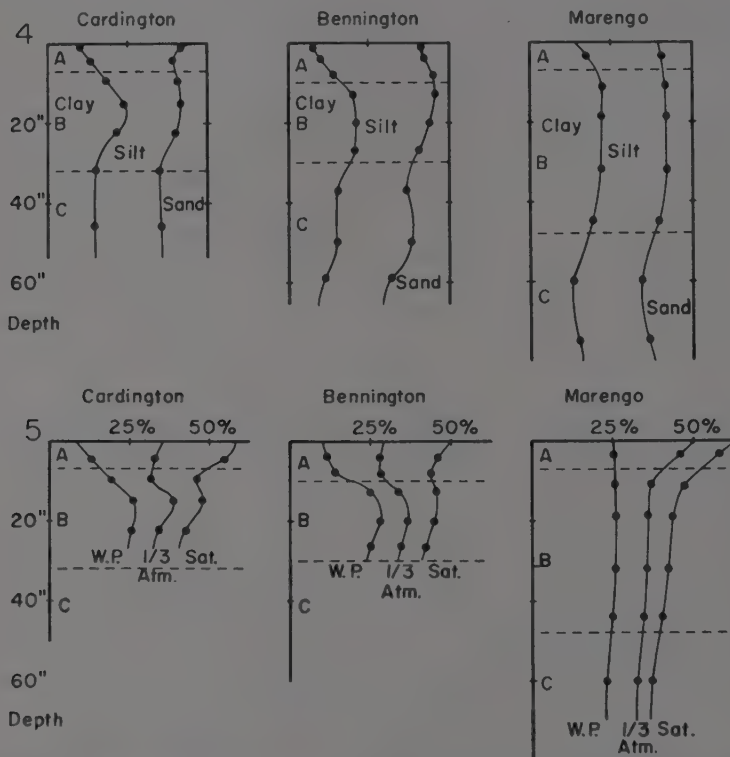 Cardington Bennington Marengo
4
A A A
Clay Clay Clay
20" B B Silt B Silt
Silt
40" C Sand C
60" Sand C Sand
Depth
Cardington Bennington Marengo
5 25% 50% 25% 50% 25% 50%
A A A
20" B B B
W.P. 1/3 Sat. W.P. 1/3 Sat.
Atm. Atm.
40" C C
60" C
Depth W.P. 1/3 Sat.
Atm.